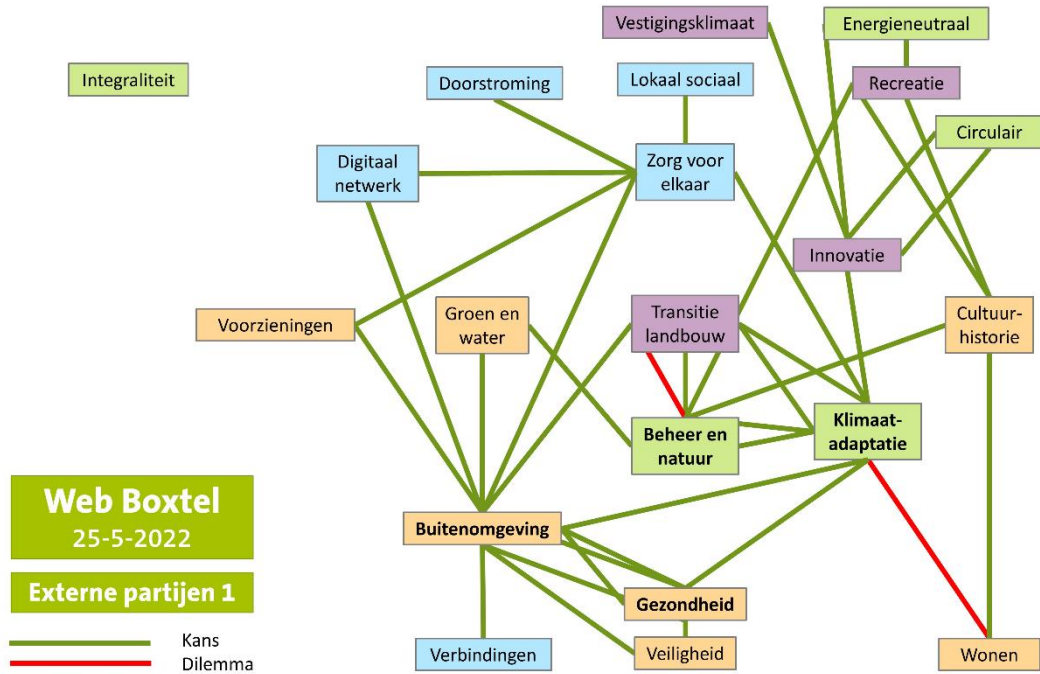 Vestigingsklimaat
Energieneutraal
Integraliteit
Doorstroming
Lokaal sociaal
Recreatie
Circulair
Digitaal
netwerk
Zorg voor
elkaar
Innovatie
Voorzieningen
Groen en
water
Transitie
landbouw
Cultuur-
historie
Beheer en
natuur
Klimaat-
adaptatie
Web Boxtel
25-5-2022
Buitenomgeving
Externe partijen 1
Gezondheid
Kans
Dilemma
Verbindingen
Veiligheid
Wonen